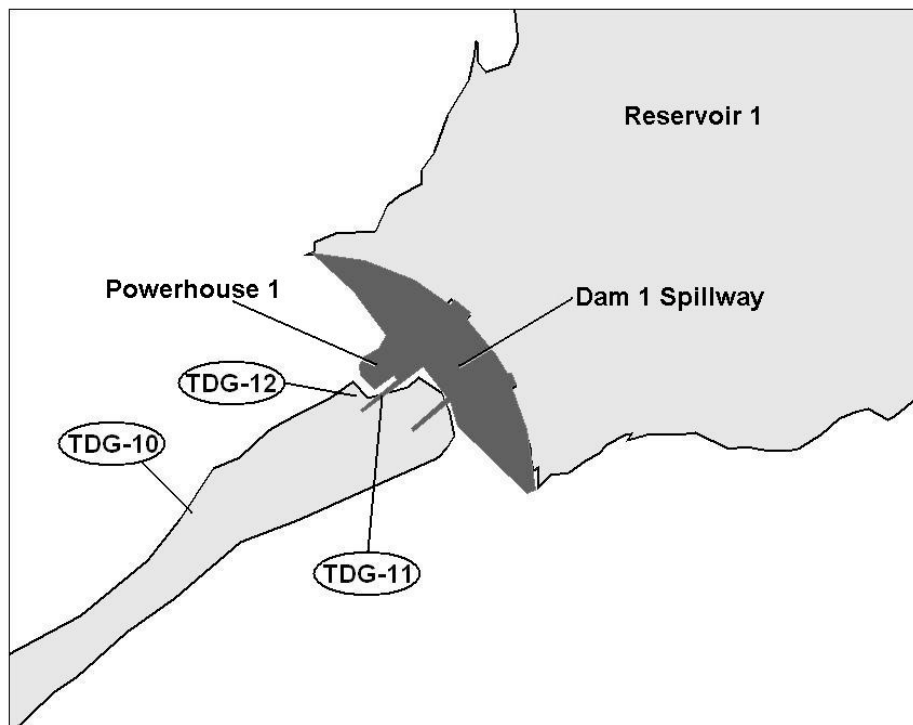 Reservoir 1
Powerhouse 1
Dam 1 Spillway
TDG-12
TDG-10
TDG-11